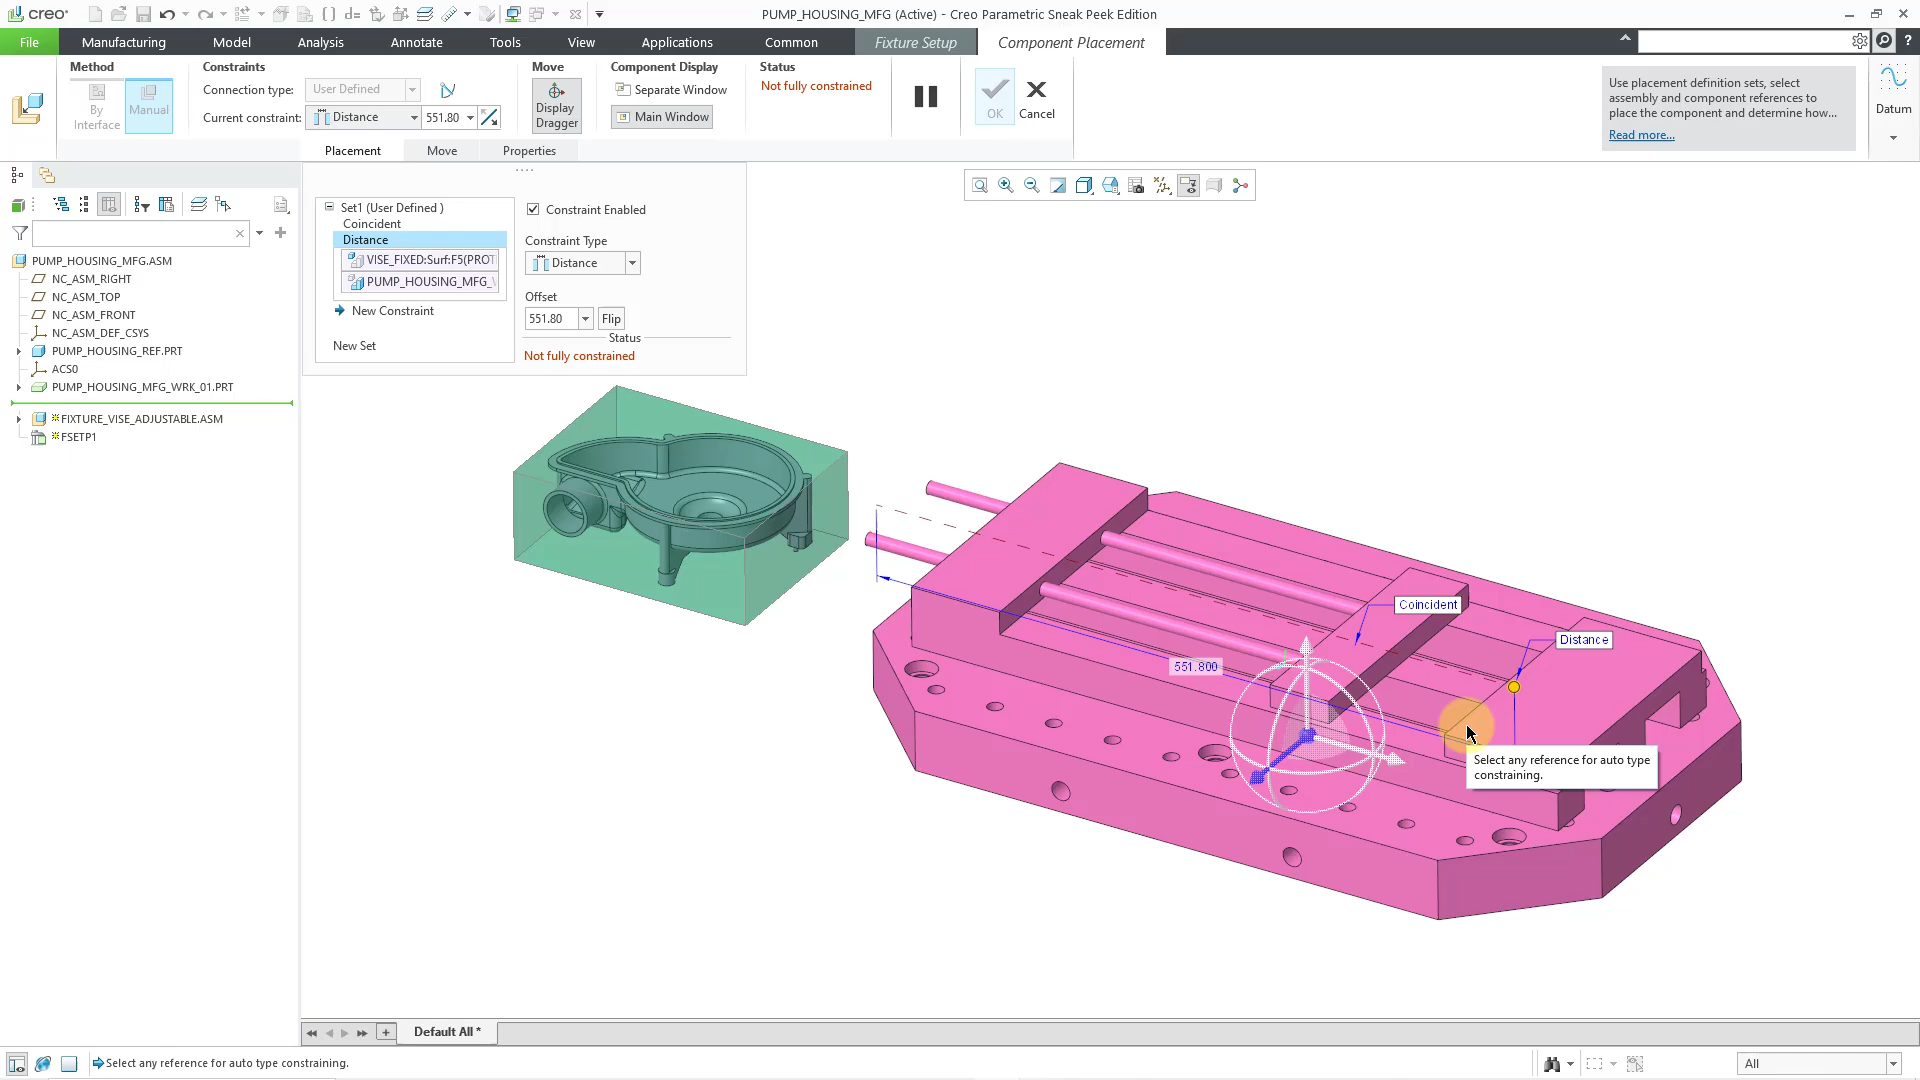 creo
PUMP_HOUSING_MFG (Active) - Creo Parametric Sneak Peek Edition
File
Manufacturing
Model
Analysis
Annotate
Tools
View
Applications
Common
Fixture Setup
Component Placement
Method
Constraints
Move
Component Display
Status
By Interface
Manual
Connection type:
User Defined
Current constraint:
Distance
551.80
Display Dragger
Separate Window
Main Window
Not fully constrained
OK
Cancel
Use placement definition sets, select
assembly and component references to
place the component and determine how...
Read more...
Datum
Placement
Move
Properties
Set1 (User Defined )
Coincident
Distance
VISE_FIXED:Surf:F5(PROT
PUMP_HOUSING_MFG_
New Constraint
New Set
Constraint Enabled
Constraint Type
Distance
Offset
551.80
Flip
Status
Not fully constrained
PUMP_HOUSING_MFG.ASM
NC_ASM_RIGHT
NC_ASM_TOP
NC_ASM_FRONT
NC_ASM_DEF_CSYS
PUMP_HOUSING_REF.PRT
ACS0
PUMP_HOUSING_MFG_WRK_01.PRT
FIXTURE_VISE_ADJUSTABLE.ASM
FSETP1
Coincident
Distance
551.800
Select any reference for auto type
constraining.
Default All *
Select any reference for auto type constraining.
All